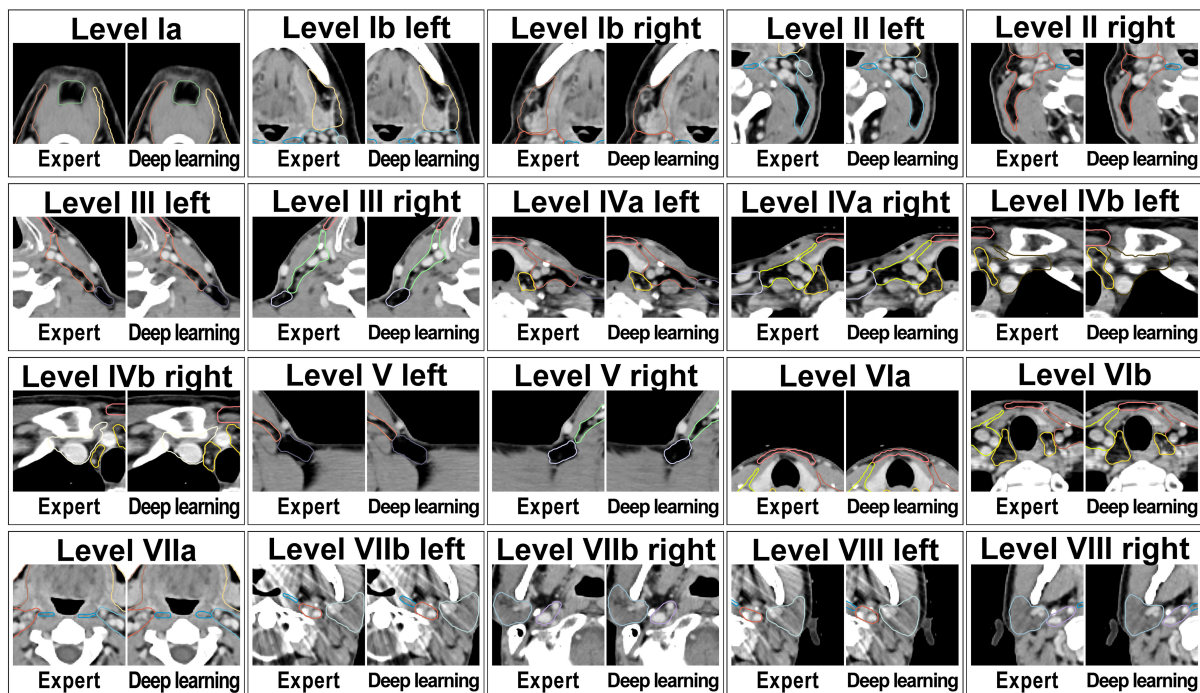 Level Ia
Expert Deep learning
Level Ib left
Expert Deep learning
Level Ib right
Expert Deep learning
Level II left
Expert Deep learning
Level II right
Expert Deep learning
Level III left
Expert Deep learning
Level III right
Expert Deep learning
Level IVa left
Expert Deep learning
Level IVa right
Expert Deep learning
Level IVb left
Expert Deep learning
Level IVb right
Expert Deep learning
Level V left
Expert Deep learning
Level V right
Expert Deep learning
Level VIa
Expert Deep learning
Level VIb
Expert Deep learning
Level VIIa
Expert Deep learning
Level VIIb left
Expert Deep learning
Level VIIb right
Expert Deep learning
Level VIII left
Expert Deep learning
Level VIII right
Expert Deep learning